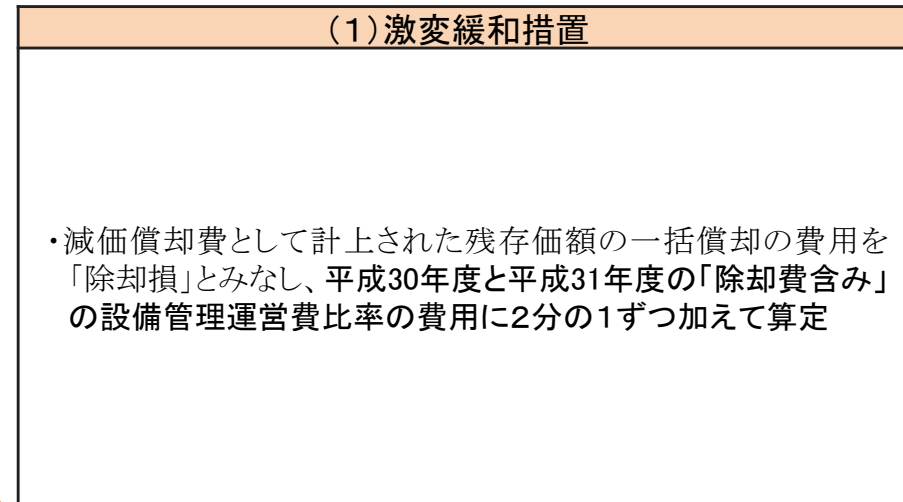 (1)激変緩和措置
・減価償却費として計上された残存価額の一括償却の費用を
「除却損」とみなし、平成30年度と平成31年度の「除却費含み」
の設備管理運営費比率の費用に2分の1ずつ加えて算定